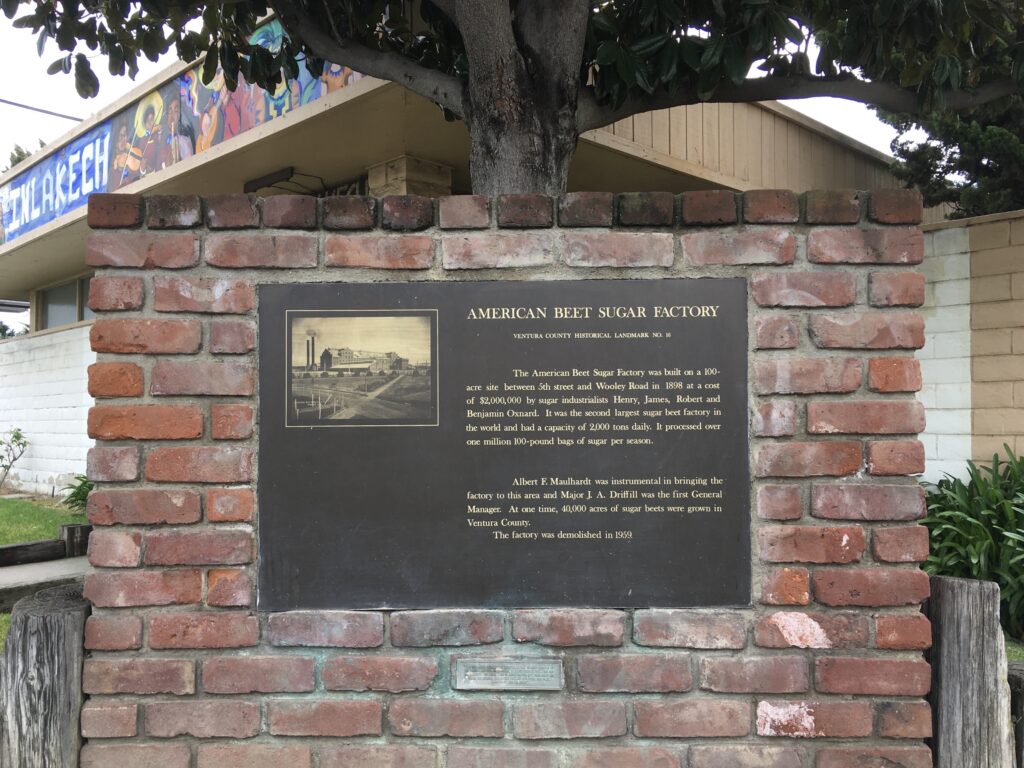 INLAKECH
AMERICAN BEET SUGAR FACTORY
VENTURA COUNTY HISTORICAL LANDMARK NO. 16
The American Beet Sugar Factory was built on a 100-
acre site between 5th street and Wooley Road in 1898 at a cost
of $2,000,000 by sugar industrialists Henry, James, Robert and
Benjamin Oxnard. It was the second largest sugar beet factory in
the world and had a capacity of 2,000 tons daily. It processed over
one million 100-pound bags of sugar per season.
Albert F. Maulhardt was instrumental in bringing the
factory to this area and Major J. A. Driffill was the first General
Manager. At one time, 40,000 acres of sugar beets were grown in
Ventura County.
The factory was demolished in 1959.